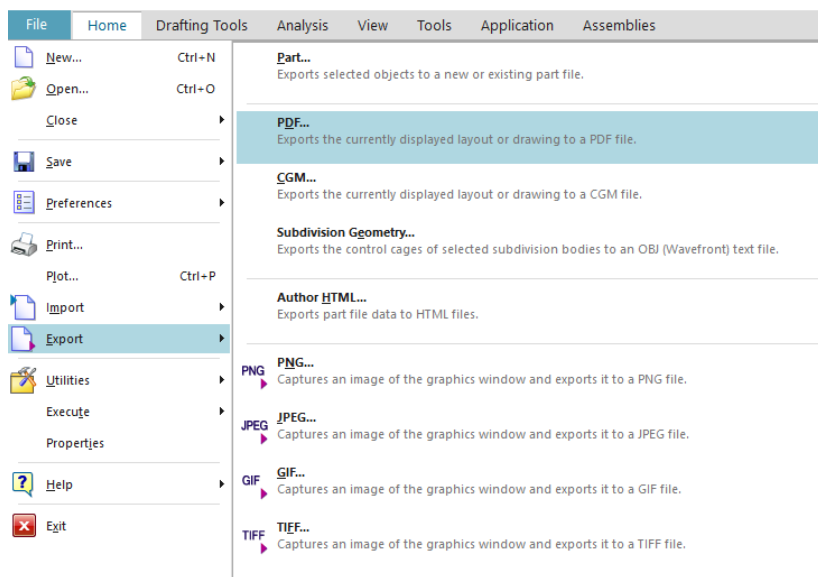 File Home Drafting Tools Analysis View Tools Application Assemblies
New... Ctrl+N
Open... Ctrl+O
Close
Save
Preferences
Print...
Plot... Ctrl+P
Import
Export
Utilities
Execute
Properties
Help
Exit
Part...
Exports selected objects to a new or existing part file.
PDF...
Exports the currently displayed layout or drawing to a PDF file.
CGM...
Exports the currently displayed layout or drawing to a CGM file.
Subdivision Geometry...
Exports the control cages of selected subdivision bodies to an OBJ (Wavefront) text file.
Author HTML...
Exports part file data to HTML files.
PNG PNG...
Captures an image of the graphics window and exports it to a PNG file.
JPEG JPEG...
Captures an image of the graphics window and exports it to a JPEG file.
GIF GIF...
Captures an image of the graphics window and exports it to a GIF file.
TIFF TIFF...
Captures an image of the graphics window and exports it to a TIFF file.